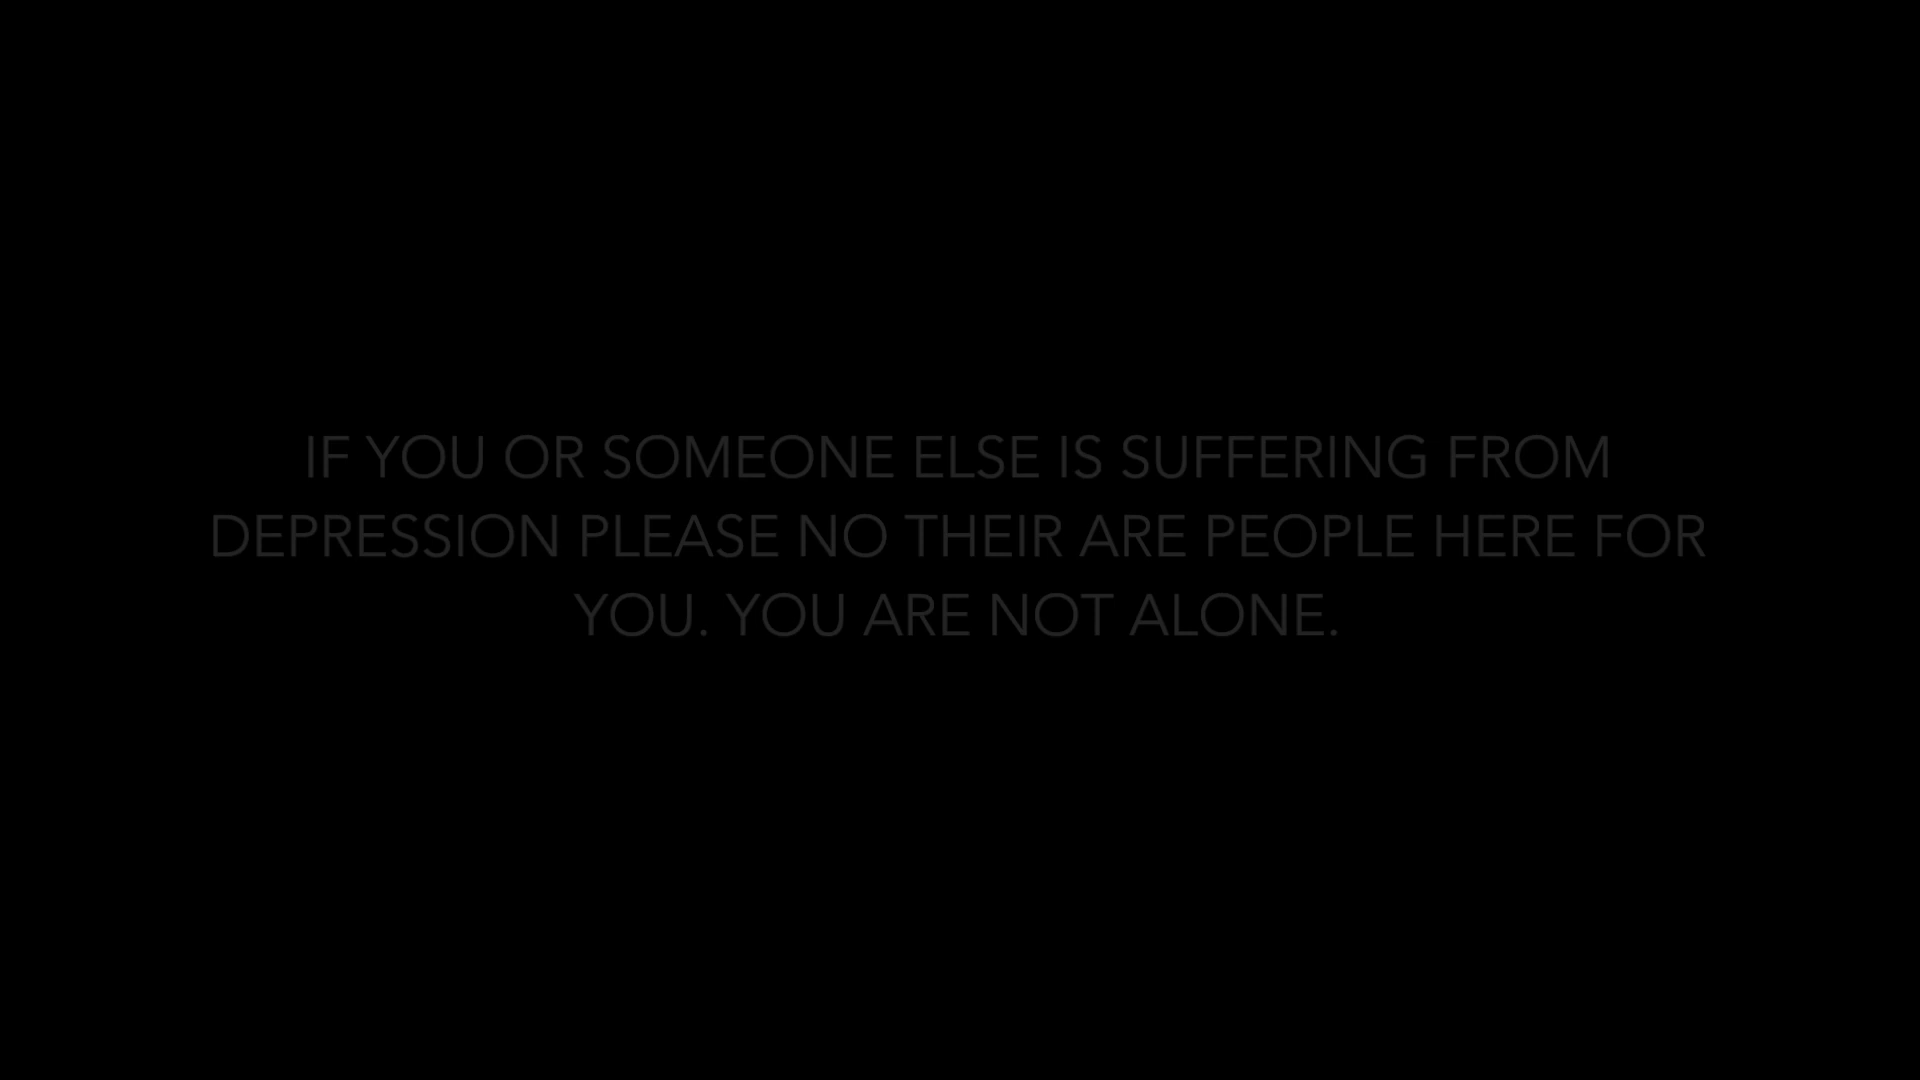 IF YOU OR SOMEONE ELSE IS SUFFERING FROM
DEPRESSION PLEASE NO THEIR ARE PEOPLE HERE FOR
YOU. YOU ARE NOT ALONE.